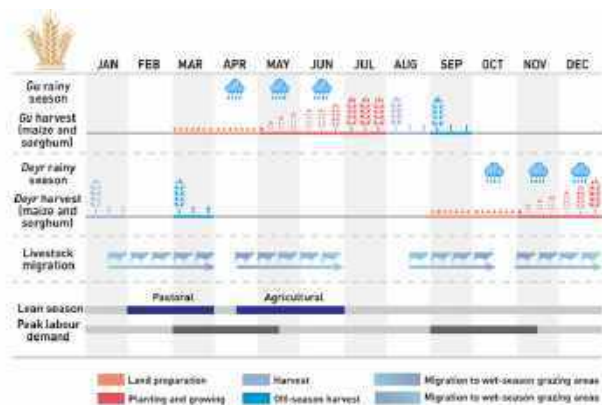 JAN FEB MAR APR MAY JUN JUL AUG SEP OCT NOV DEC
Gu rainy
season
Gu harvest
(maize and
sorghum)
Deyr rainy
season
Deyr harvest
(maize and
sorghum)
Livestock
migration
Pastoral Agricultural
Lean season
Peak labour
demand
Land preparation Harvest Migration to wet-season grazing areas
Planting and growing Off-season harvest Migration to wet-season grazing areas